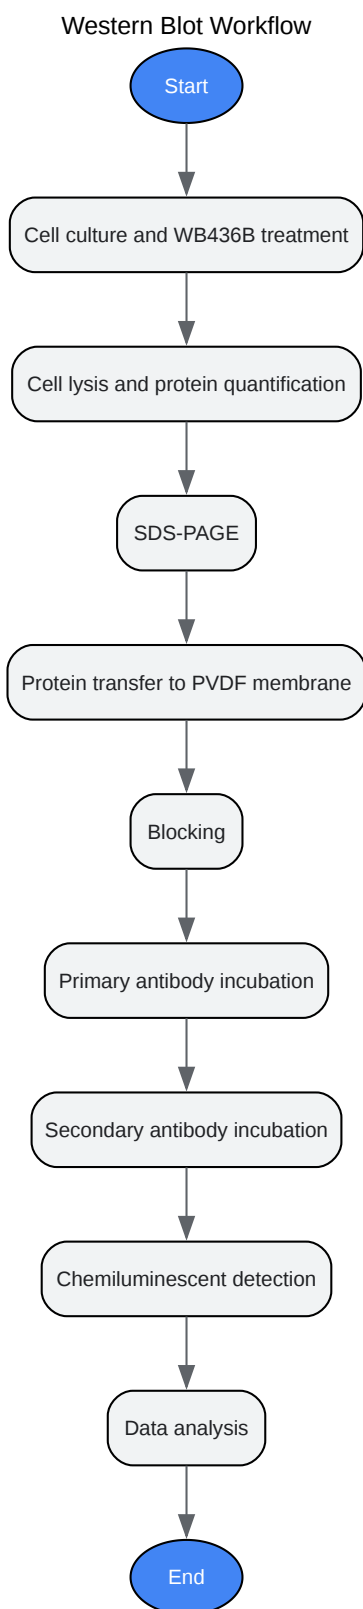 Western Blot Workflow
Start
Cell culture and WB436B treatment
Cell lysis and protein quantification
SDS-PAGE
Protein transfer to PVDF membrane
Blocking
Primary antibody incubation
Secondary antibody incubation
Chemiluminescent detection
Data analysis
End